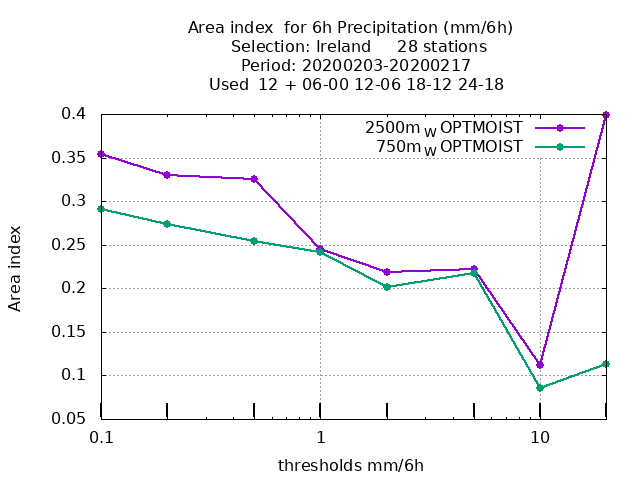 Area index  for 6h Precipitation (mm/6h)
Selection: Ireland     28 stations
Period: 20200203-20200217
Used  12 + 06-00 12-06 18-12 24-18
2500m W OPTMOIST
750m W OPTMOIST
0.4
0.35
0.3
0.25
0.2
0.15
0.1
0.05
Area index
0.1 1 10
thresholds mm/6h